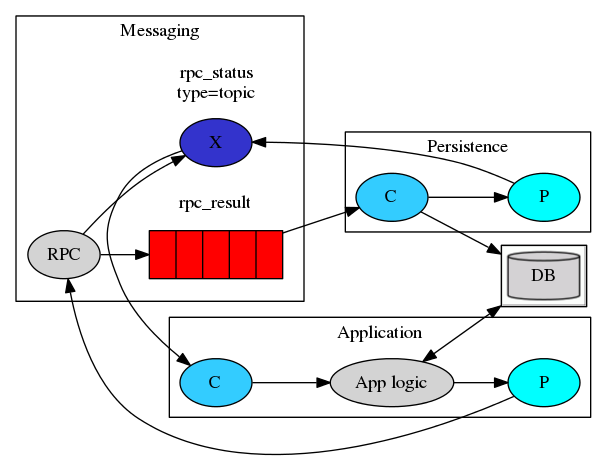 Messaging
rpc_status
type=topic
X
Persistence
rpc_result
C
P
RPC
DB
Application
C
App logic
P